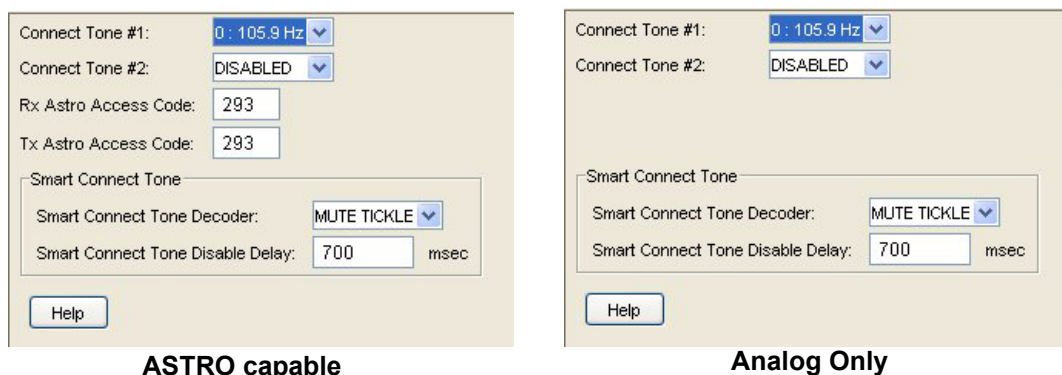 Connect Tone #1: 0 : 105.9 Hz
Connect Tone #2: DISABLED
Rx Astro Access Code: 293
Tx Astro Access Code: 293
Smart Connect Tone
Smart Connect Tone Decoder: MUTE TICKLE
Smart Connect Tone Disable Delay: 700 msec
Help
ASTRO capable
Connect Tone #1: 0 : 105.9 Hz
Connect Tone #2: DISABLED
Smart Connect Tone
Smart Connect Tone Decoder: MUTE TICKLE
Smart Connect Tone Disable Delay: 700 msec
Help
Analog Only